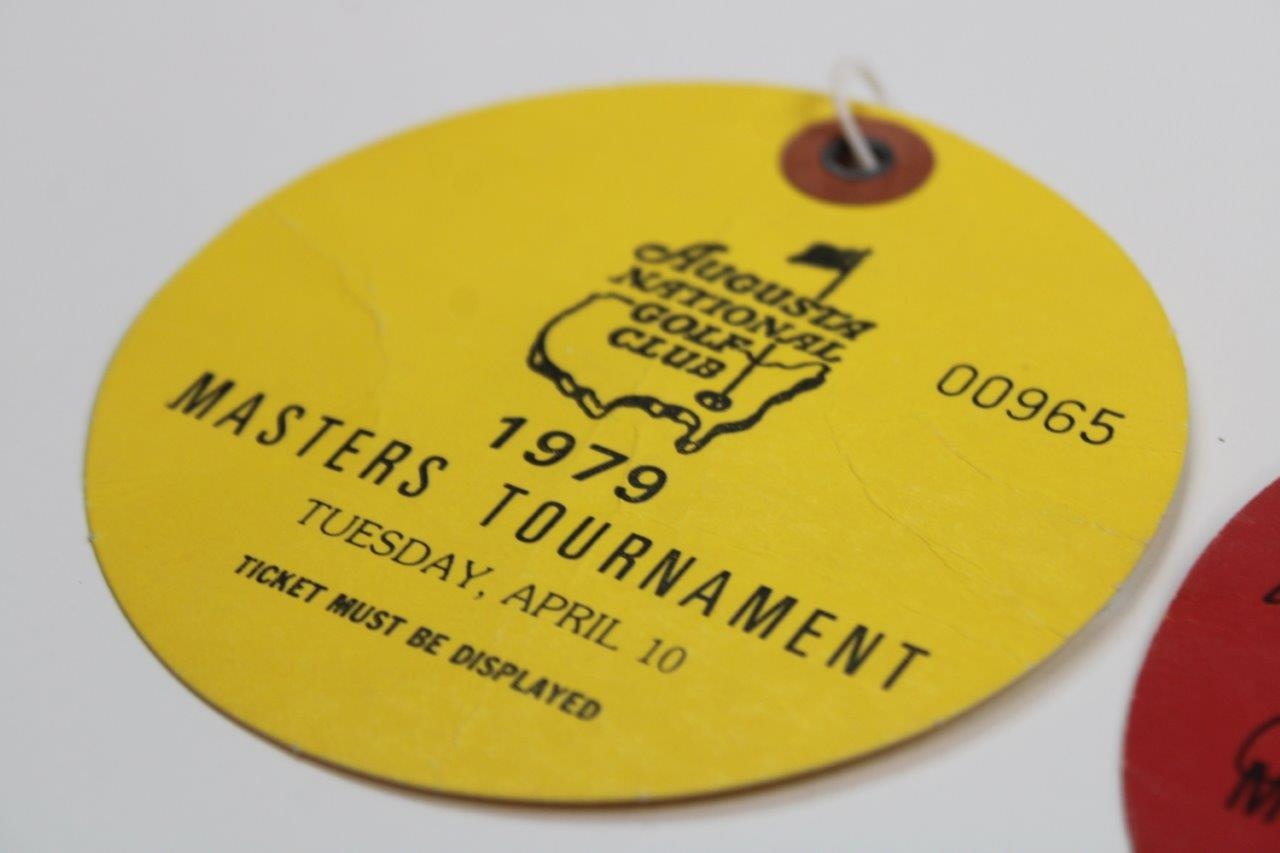 Augusta
National
Golf
Club
00965
1979
MASTERS TOURNAMENT
TUESDAY, APRIL 10
TICKET MUST BE DISPLAYED